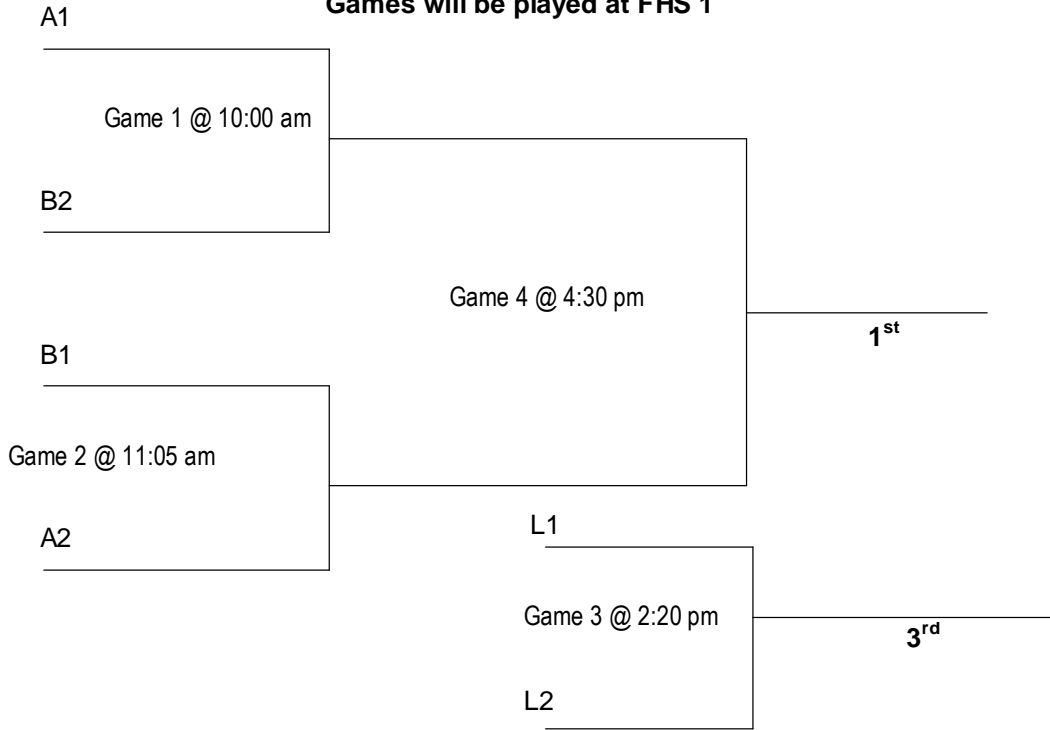 Games will be played at FHS 1
A1
Game 1 @ 10:00 am
B2
Game 4 @ 4:30 pm
1st
B1
Game 2 @ 11:05 am
A2
L1
Game 3 @ 2:20 pm
3rd
L2